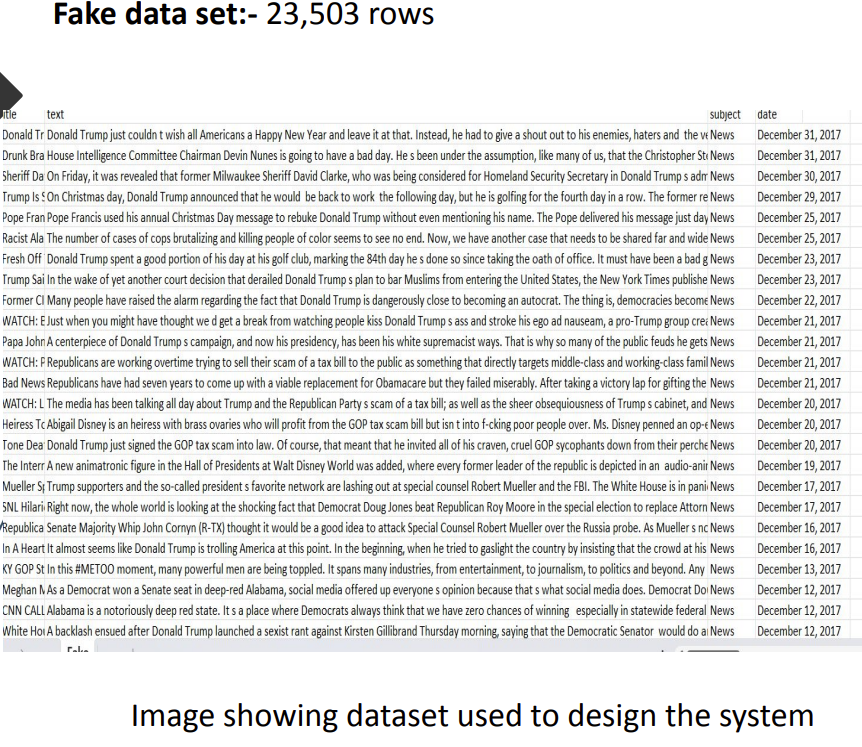 Fake data set:- 23,503 rows
title text subject date
Donald Tr Donald Trump just couldn t wish all Americans a Happy New Year and leave it at that. Instead, he had to give a shout out to his enemies, haters and the v News December 31, 2017
Drunk Bra House Intelligence Committee Chairman Devin Nunes is going to have a bad day. He s been under the assumption, like many of us, that the Christopher St News December 31, 2017
Sheriff Da On Friday, it was revealed that former Milwaukee Sheriff David Clarke, who was being considered for Homeland Security Secretary in Donald Trump s adm News December 30, 2017
Trump Is S On Christmas day, Donald Trump announced that he would be back to work the following day, but he is golfing for the fourth day in a row. The former re News December 29, 2017
Pope Fran Pope Francis used his annual Christmas Day message to rebuke Donald Trump without even mentioning his name. The Pope delivered his message just day News December 25, 2017
Racist Ala The number of cases of cops brutalizing and killing people of color seems to see no end. Now, we have another case that needs to be shared far and wide News December 25, 2017
Fresh Off Donald Trump spent a good portion of his day at his golf club, marking the 84th day he s done so since taking the oath of office. It must have been a bad g News December 23, 2017
Trump Sai In the wake of yet another court decision that derailed Donald Trump s plan to bar Muslims from entering the United States, the New York Times publishe News December 23, 2017
Former CI Many people have raised the alarm regarding the fact that Donald Trump is dangerously close to becoming an autocrat. The thing is, democracies become News December 22, 2017
WATCH: B Just when you might have thought we d get a break from watching people kiss Donald Trump s ass and stroke his ego ad nauseam, a pro-Trump group crea News December 21, 2017
Papa John A centerpiece of Donald Trump s campaign, and now his presidency, has been his white supremacist ways. That is why so many of the public feuds he gets News December 21, 2017
WATCH: P Republicans are working overtime trying to sell their scam of a tax bill to the public as something that directly targets middle-class and working-class famil News December 21, 2017
Bad News Republicans have had seven years to come up with a viable replacement for Obamacare but they failed miserably. After taking a victory lap for gifting the News December 21, 2017
WATCH: L The media has been talking all day about Trump and the Republican Party s scam of a tax bill; as well as the sheer obsequiousness of Trump s cabinet, and News December 20, 2017
Heiress To Abigail Disney is an heiress with brass ovaries who will profit from the GOP tax scam bill but isn t into f-cking poor people over. Ms. Disney penned an op-e News December 20, 2017
Tone Dea Donald Trump just signed the GOP tax scam into law. Of course, that meant that he invited all of his craven, cruel GOP sycophants down from their perche News December 20, 2017
The Intern A new animatronic figure in the Hall of Presidents at Walt Disney World was added, where every former leader of the republic is depicted in an audio-anin News December 19, 2017
Mueller Sp Trump supporters and the so-called president s favorite network are lashing out at special counsel Robert Mueller and the FBI. The White House is in pani News December 17, 2017
SNL Hilari Right now, the whole world is looking at the shocking fact that Democrat Doug Jones beat Republican Roy Moore in the special election to replace Attorn News December 17, 2017
Republica Senate Majority Whip John Cornyn (R-TX) thought it would be a good idea to attack Special Counsel Robert Mueller over the Russia probe. As Mueller s no News December 16, 2017
In A Heart It almost seems like Donald Trump is trolling America at this point. In the beginning, when he tried to gaslight the country by insisting that the crowd at his News December 16, 2017
KY GOP St In this #METOO moment, many powerful men are being toppled. It spans many industries, from entertainment, to journalism, to politics and beyond. Any News December 13, 2017
Meghan M As a Democrat won a Senate seat in deep-red Alabama, social media offered up everyone s opinion because that s what social media does. Democrat Do News December 12, 2017
CNN CALL Alabama is a notoriously deep red state. It s a place where Democrats always think that we have zero chances of winning especially in statewide federal News December 12, 2017
White Hou A backlash ensued after Donald Trump launched a sexist rant against Kirsten Gillibrand Thursday morning, saying that the Democratic Senator would do a News December 12, 2017
Fake
Image showing dataset used to design the system